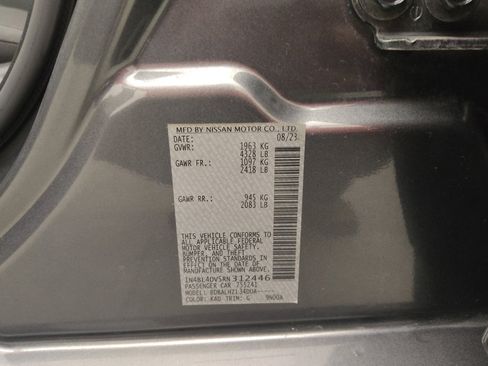 MFD BY NISSAN MOTOR CO., LTD.
DATE: 08/23
GVWR: 1963 KG
4328 LB
GAWR FR.: 1097 KG
2418 LB
GAWR RR.: 945 KG
2083 LB
THIS VEHICLE CONFORMS TO
ALL APPLICABLE FEDERAL
MOTOR VEHICLE SAFETY,
BUMPER, AND THEFT
PREVENTION STANDARDS
IN EFFECT ON THE DATE OF
MANUFACTURE SHOWN ABOVE.
1N4BL4DV5RN312446
PASSENGER CAR
COLOR: KAD TRIM: G